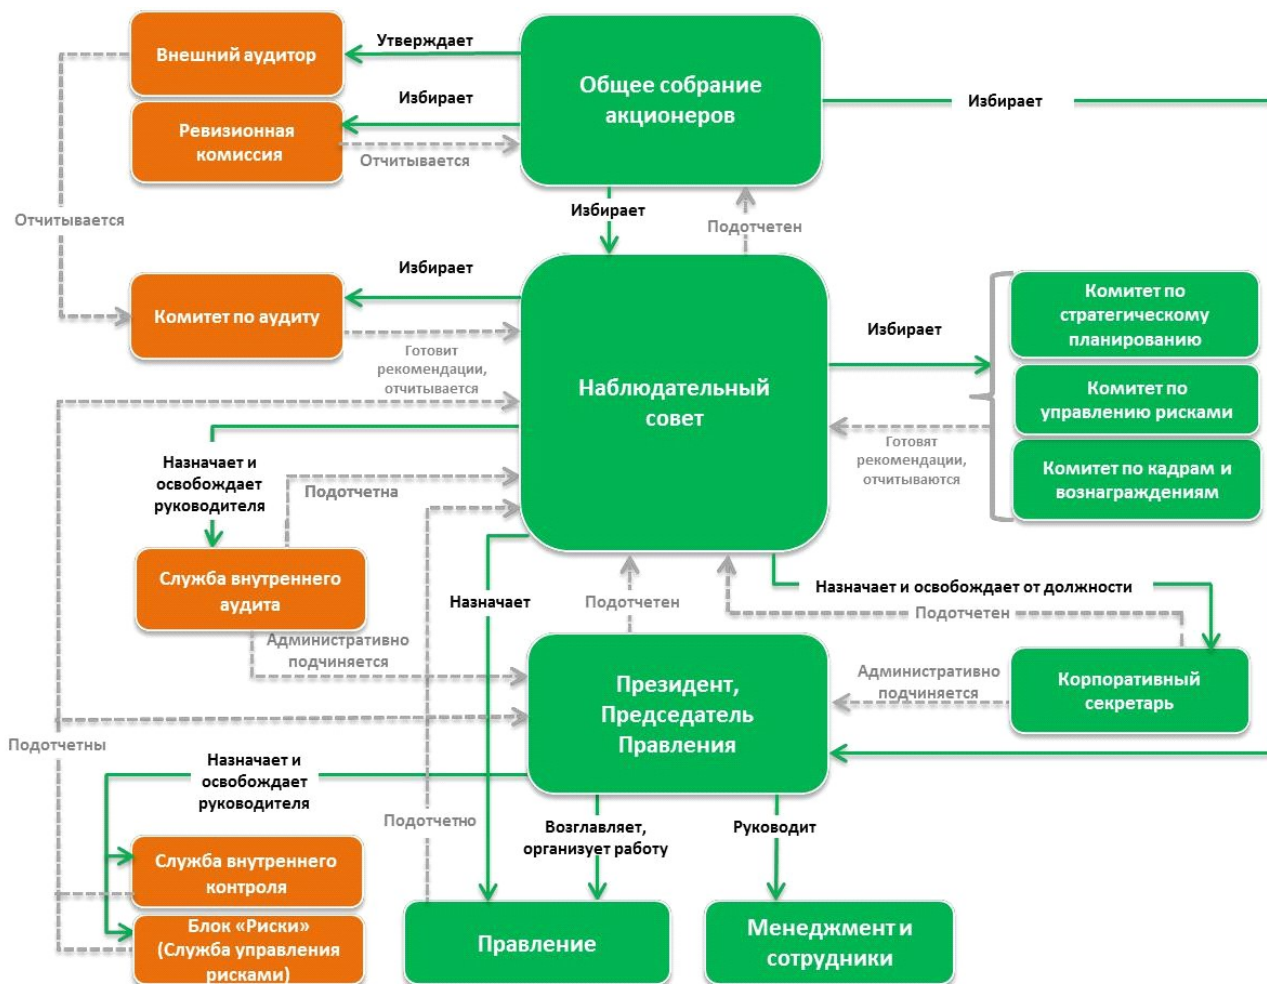 Внешний аудитор
Утверждает
Общее собрание
акционеров
Избирает
Избирает
Ревизионная
комиссия
Отчитывается
Отчитывается
Избирает
Подотчетен
Избирает
Комитет по аудиту
Готовит
рекомендации,
отчитывается
Наблюдательный
совет
Избирает
Комитет по
стратегическому
планированию
Комитет по
управлению рисками
Комитет по кадрам и
вознаграждениям
Готовят
рекомендации,
отчитываются
Назначает и
освобождает
руководителя
Подотчетна
Служба внутреннего
аудита
Назначает
Подотчетен
Назначает и освобождает от должности
Подотчетен
Административно
подчиняется
Президент,
Председатель
Правления
Административно
подчиняется
Корпоративный
секретарь
Подотчетны
Назначает и
освобождает
руководителя
Подотчетно
Возглавляет,
организует работу
Руководит
Служба внутреннего
контроля
Блок «Риски»
(Служба управления
рисками)
Правление
Менеджмент и
сотрудники